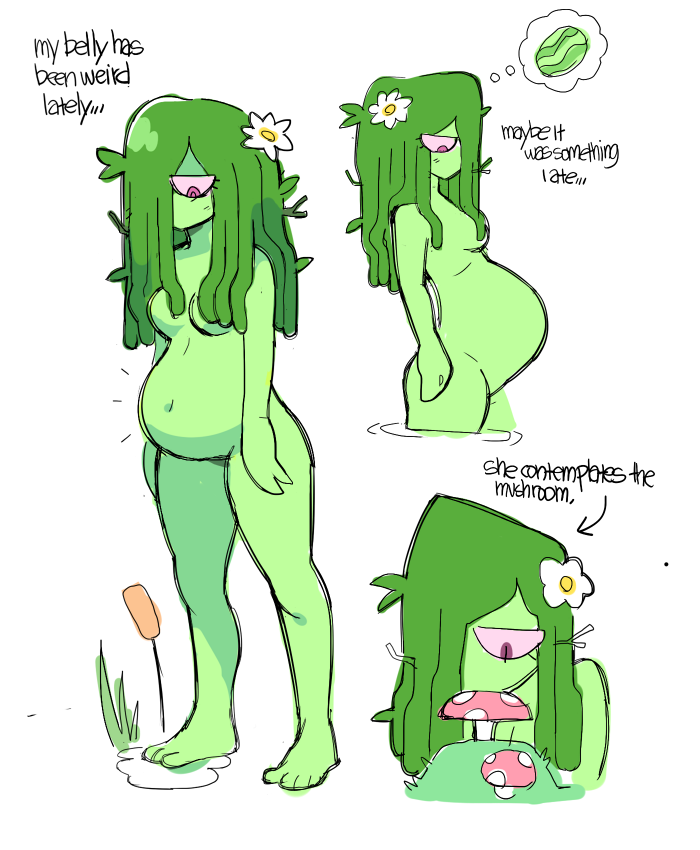 my belly has
been weird
lately,,,
maybe it
was something
I ate,,,
she contemplates the
mushroom,